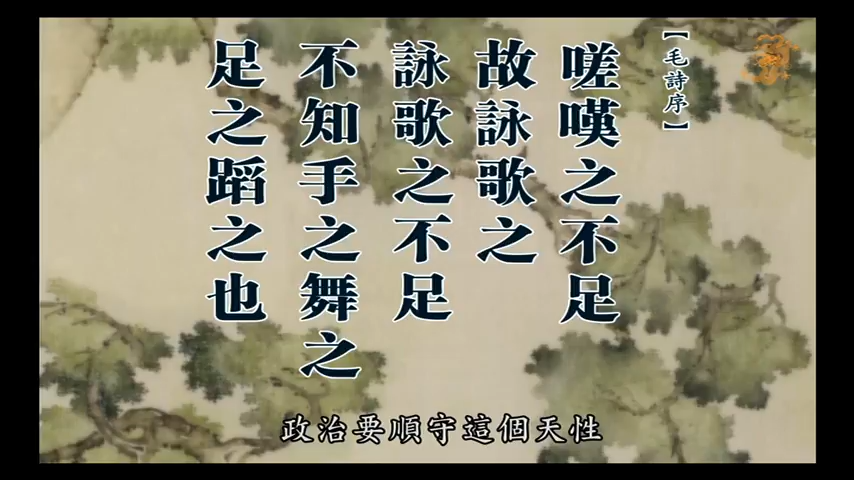 【毛詩序】
嗟嘆之不足
故詠歌之
詠歌之不足
不知手之舞之
足之蹈之也
政治要順守這個天性